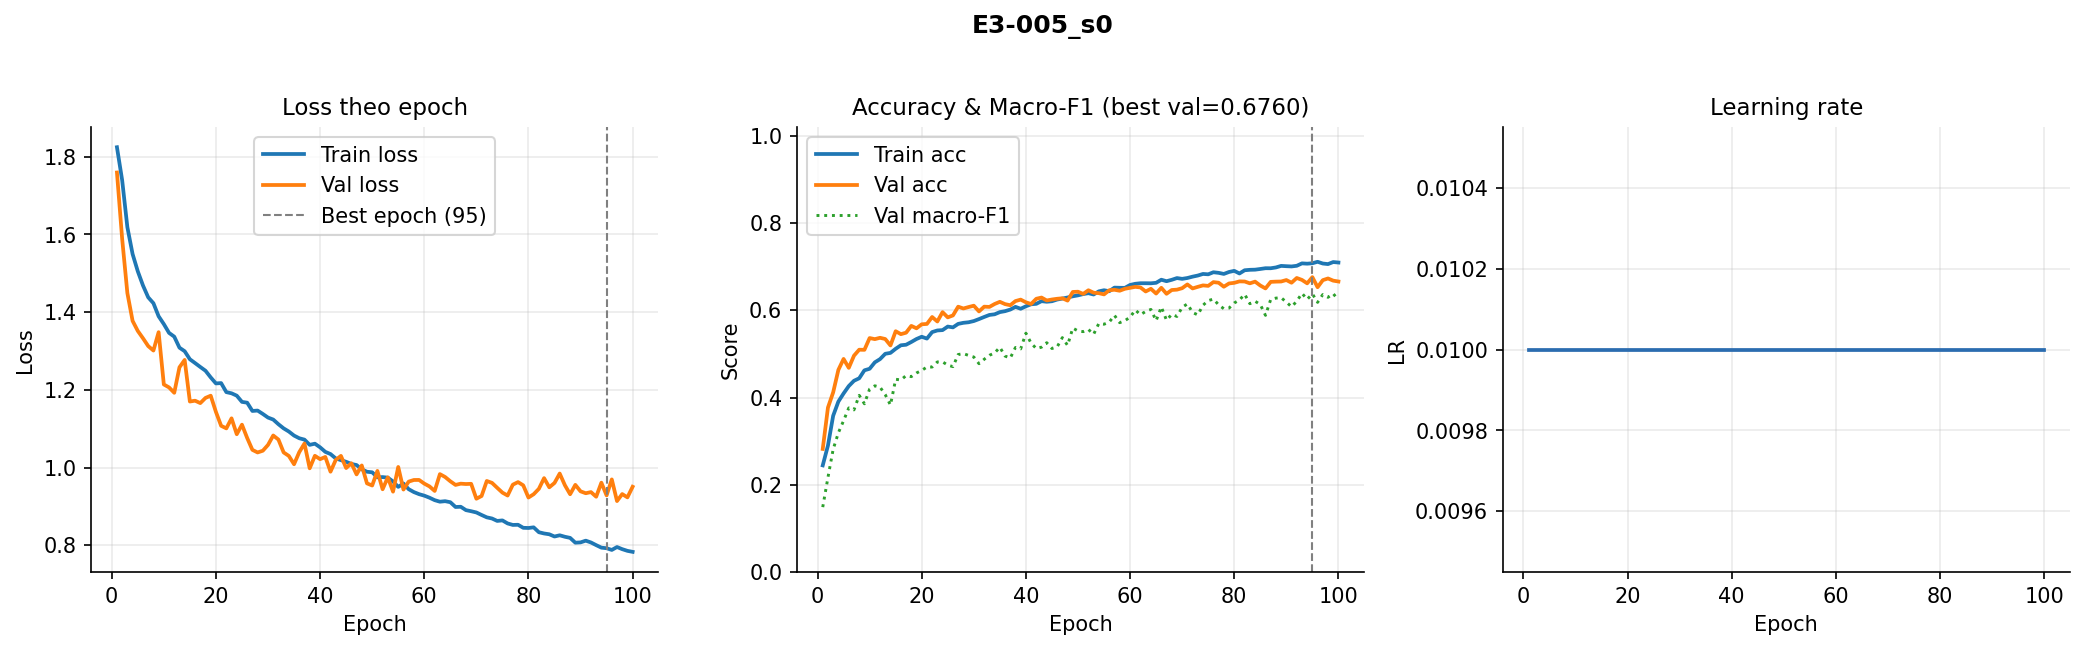 E3-005_s0
Loss theo epoch
Train loss
Val loss
Best epoch (95)
1.8
1.6
1.4
1.2
1.0
0.8
Loss
0 20 40 60 80 100
Epoch
Accuracy & Macro-F1 (best val=0.6760)
Train acc
Val acc
Val macro-F1
1.0
0.8
0.6
0.4
0.2
0.0
Score
0 20 40 60 80 100
Epoch
Learning rate
0.0104
0.0102
0.0100
0.0098
0.0096
LR
0 20 40 60 80 100
Epoch